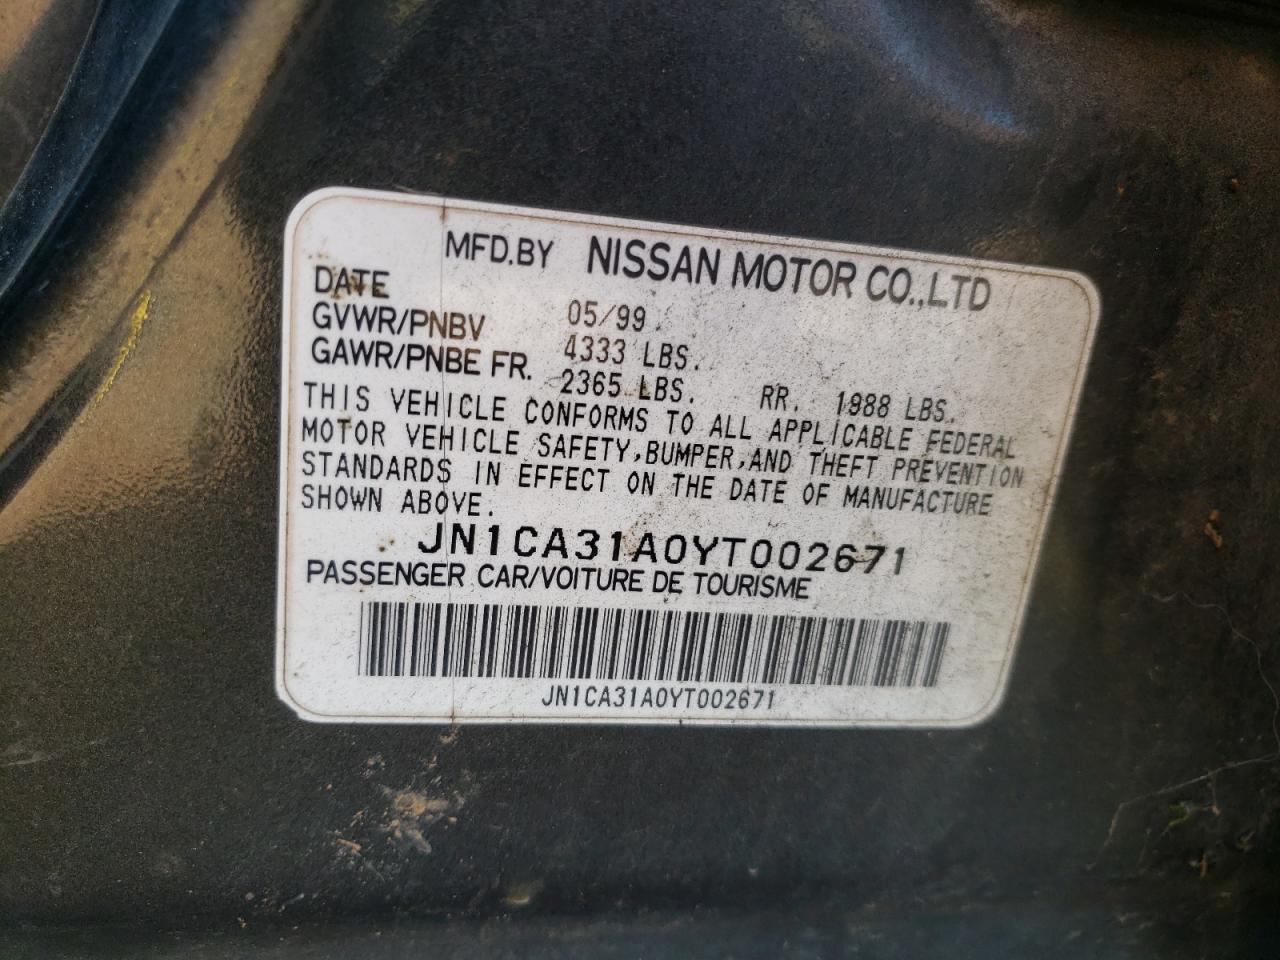 MFD.BY NISSAN MOTOR CO.,LTD
DATE 05/99
GVWR/PNBV 4333 LBS.
GAWR/PNBE FR. 2365 LBS. RR. 1988 LBS.
THIS VEHICLE CONFORMS TO ALL APPLICABLE FEDERAL
MOTOR VEHICLE SAFETY,BUMPER,AND THEFT PREVENTION
STANDARDS IN EFFECT ON THE DATE OF MANUFACTURE
SHOWN ABOVE.
JN1CA31A0YT002671
PASSENGER CAR/VOITURE DE TOURISME
JN1CA31A0YT002671